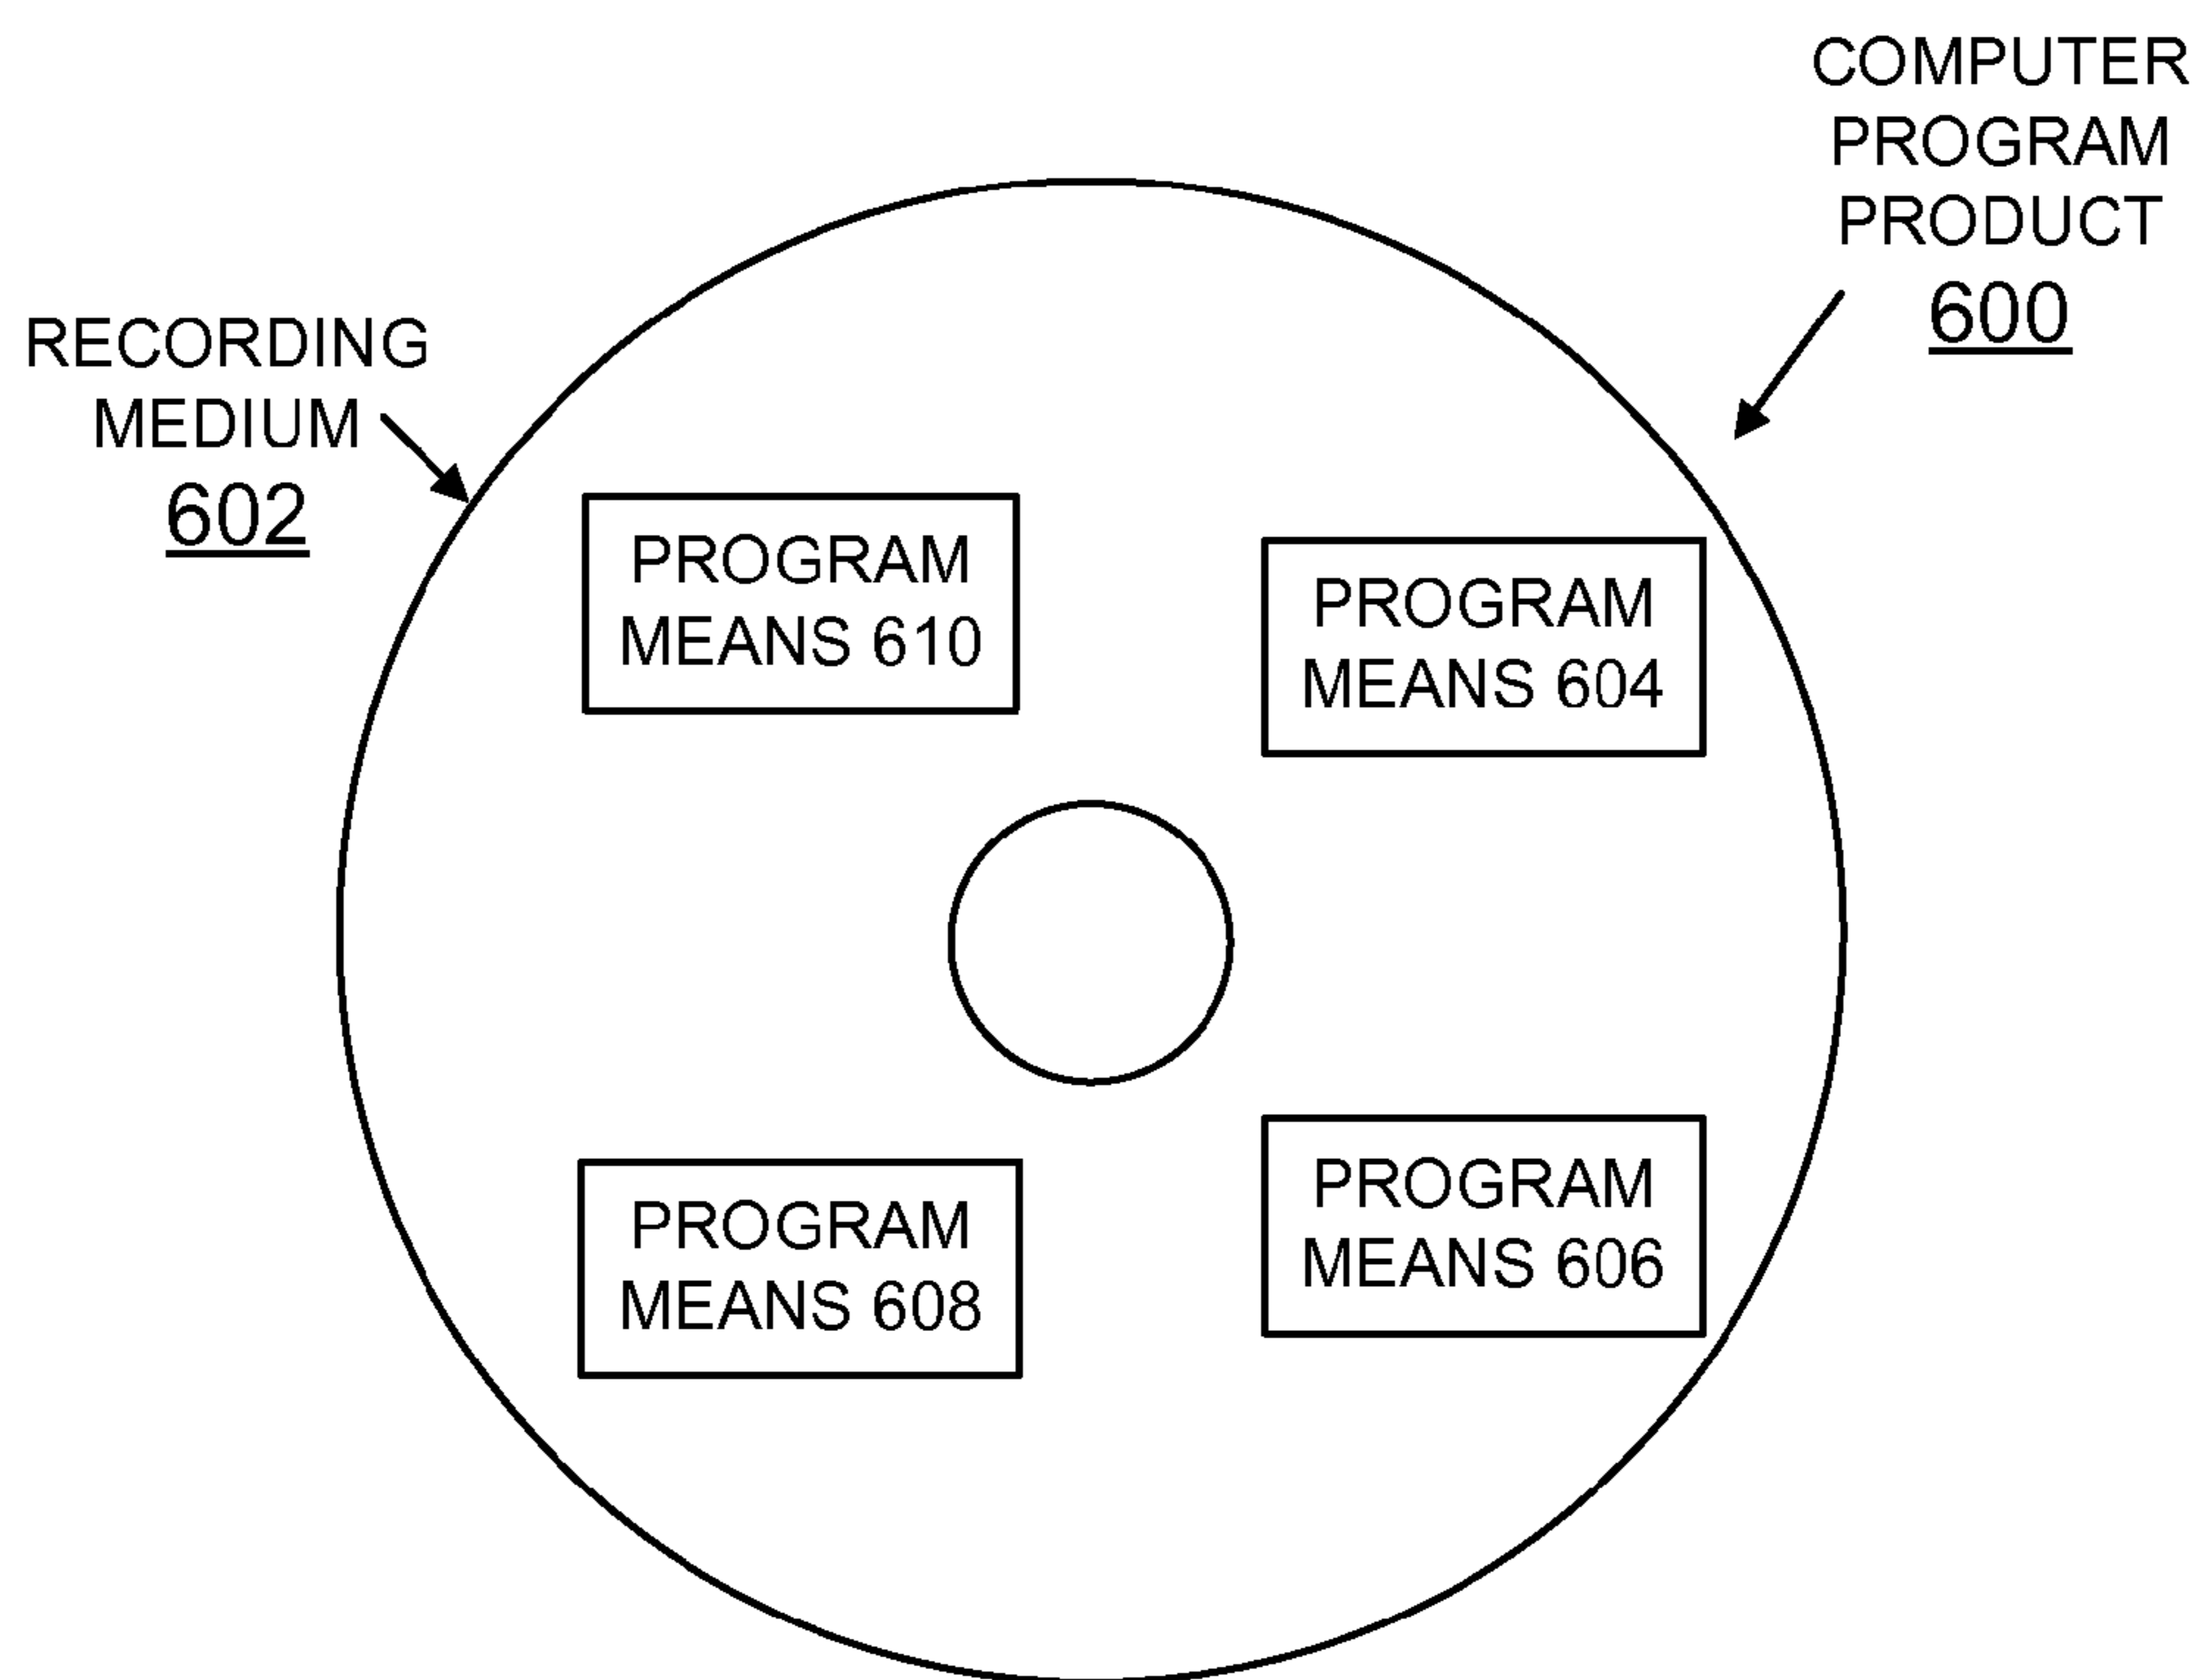 COMPUTER
PROGRAM
PRODUCT
600
RECORDING
MEDIUM
602
PROGRAM
MEANS 610
PROGRAM
MEANS 604
PROGRAM
MEANS 608
PROGRAM
MEANS 606